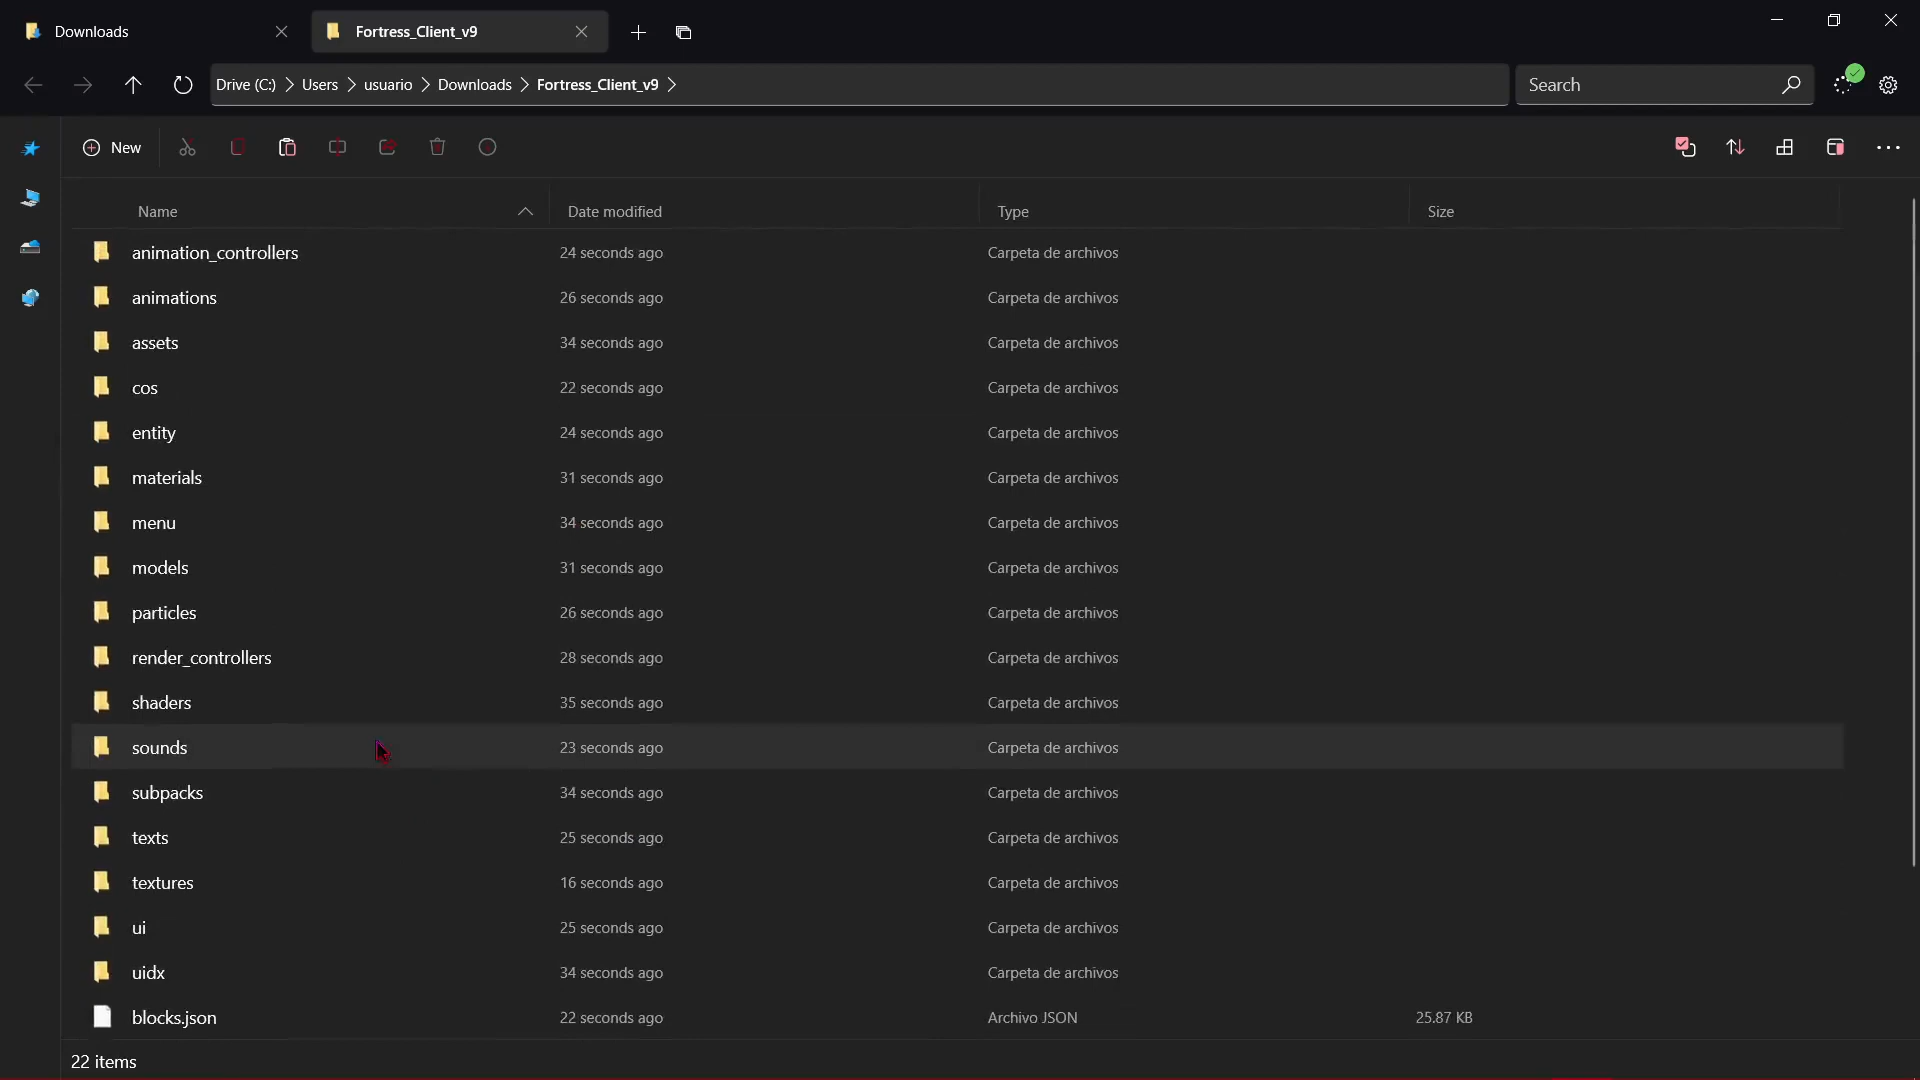 Downloads
Fortress_Client_v9
Drive (C:) > Users > usuario > Downloads > Fortress_Client_v9 >
Search
New
Name Date modified Type Size
animation_controllers 24 seconds ago Carpeta de archivos
animations 26 seconds ago Carpeta de archivos
assets 34 seconds ago Carpeta de archivos
cos 22 seconds ago Carpeta de archivos
entity 24 seconds ago Carpeta de archivos
materials 31 seconds ago Carpeta de archivos
menu 34 seconds ago Carpeta de archivos
models 31 seconds ago Carpeta de archivos
particles 26 seconds ago Carpeta de archivos
render_controllers 28 seconds ago Carpeta de archivos
shaders 35 seconds ago Carpeta de archivos
sounds 23 seconds ago Carpeta de archivos
subpacks 34 seconds ago Carpeta de archivos
texts 25 seconds ago Carpeta de archivos
textures 16 seconds ago Carpeta de archivos
ui 25 seconds ago Carpeta de archivos
uidx 34 seconds ago Carpeta de archivos
blocks.json 22 seconds ago Archivo JSON 25.87 KB
22 items